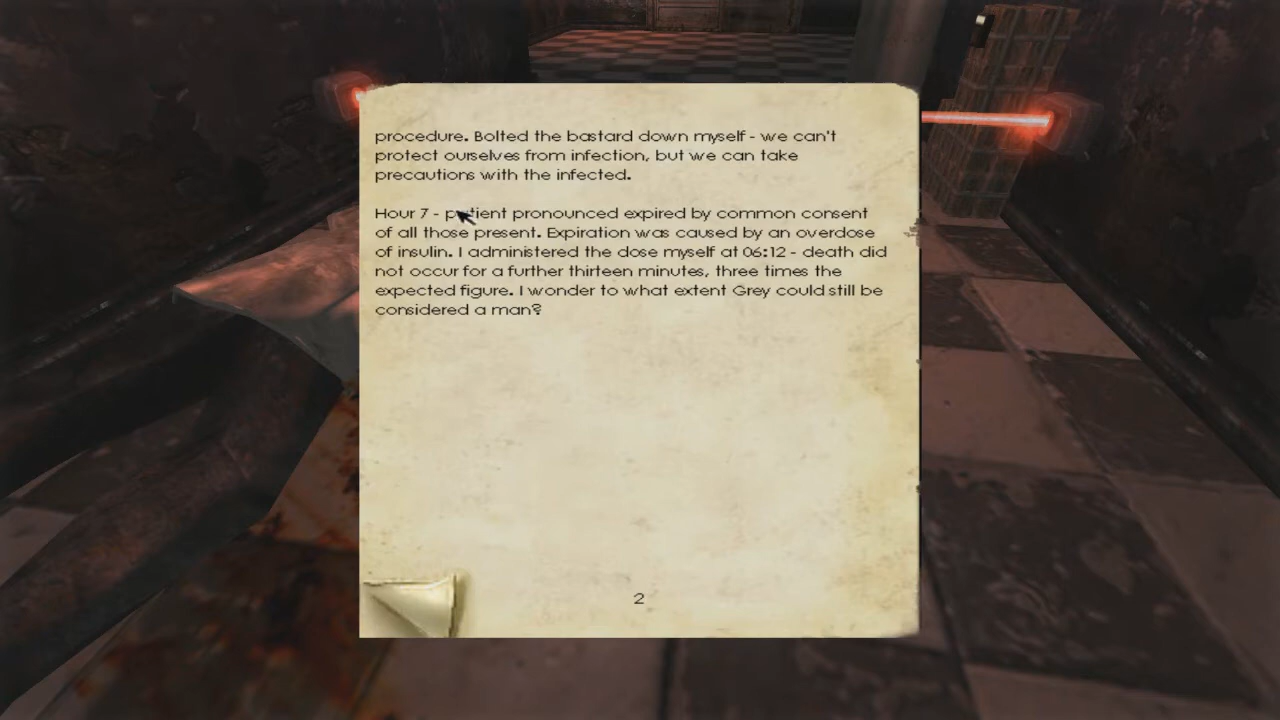 procedure. Bolted the bastard down myself - we can't
protect ourselves from infection, but we can take
precautions with the infected.
Hour 7 - patient pronounced expired by common consent
of all those present. Expiration was caused by an overdose
of insulin. I administered the dose myself at 06:12 - death did
not occur for a further thirteen minutes, three times the
expected figure. I wonder to what extent Grey could still be
considered a man?
2